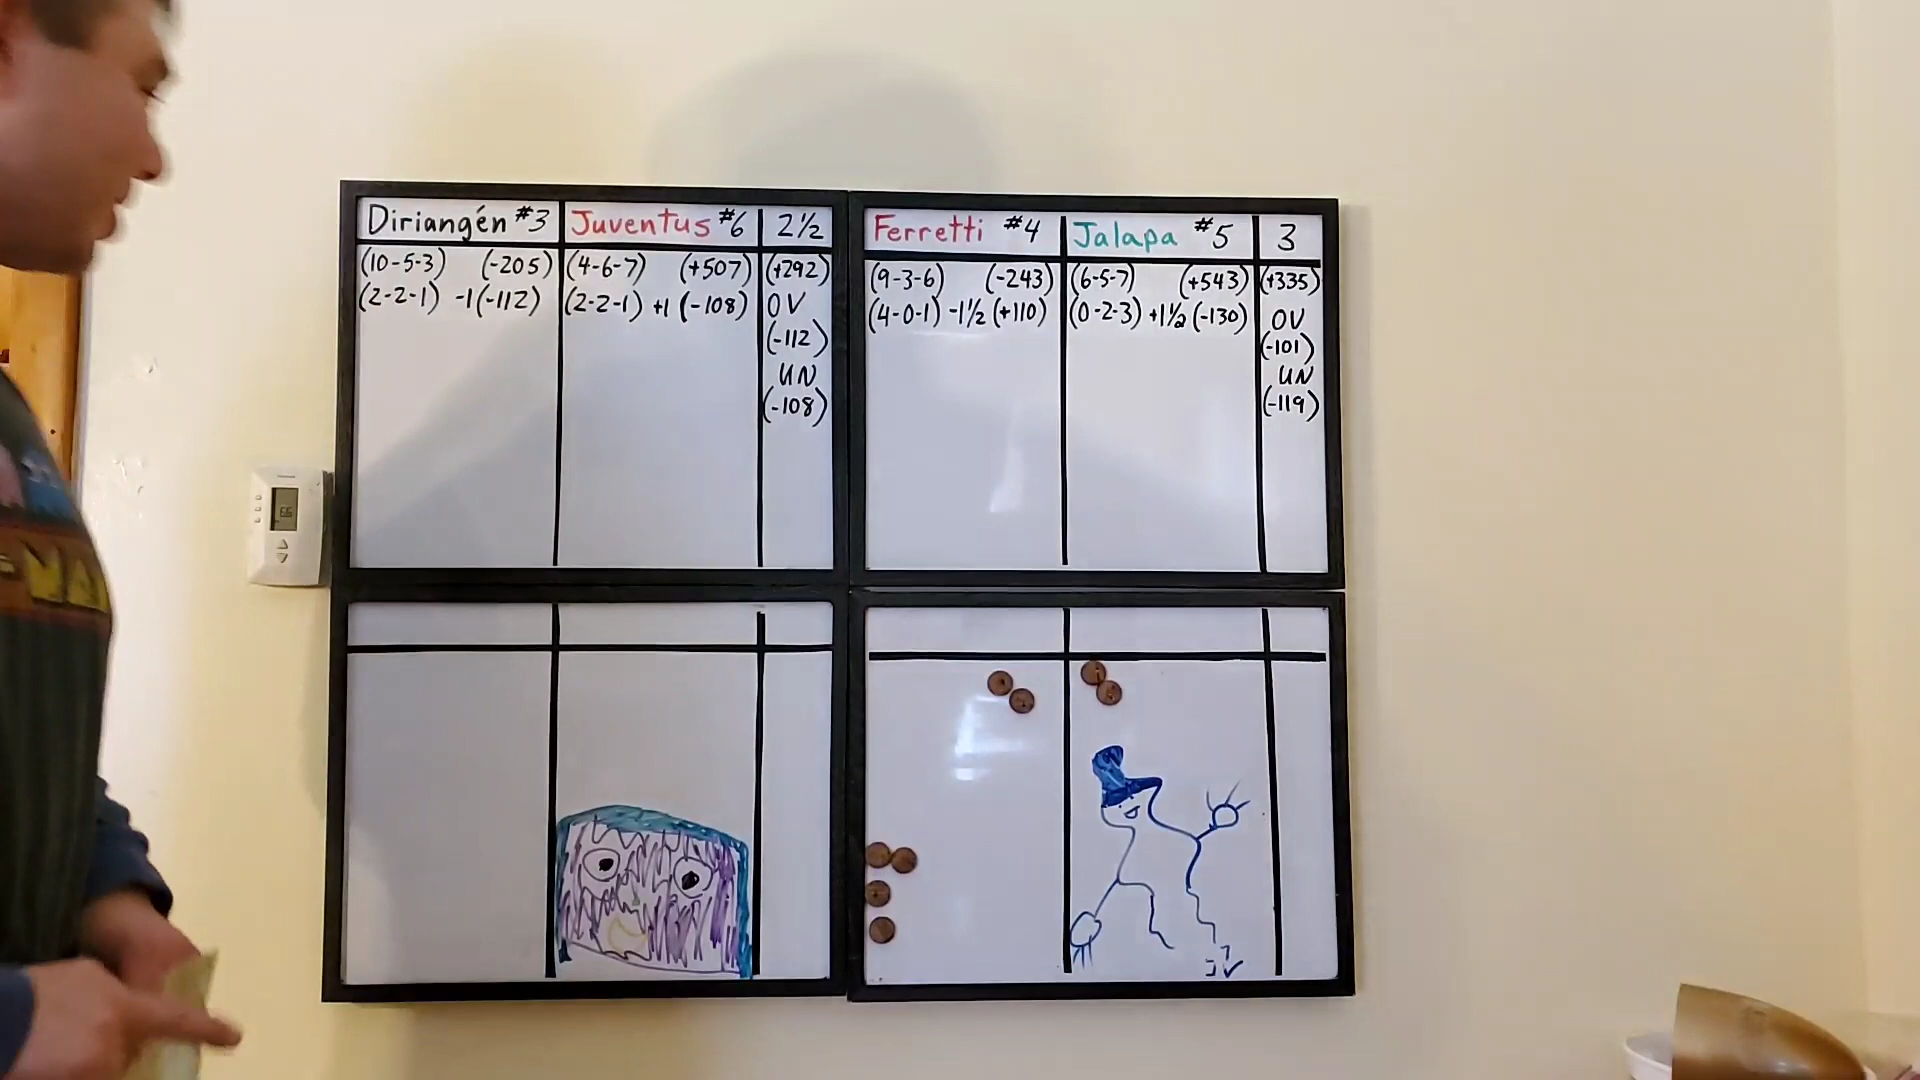 Diriangén #3 Juventus #6 2½
(10-5-3) (-205) (4-6-7) (+507) (+292)
(2-2-1) -1 (-112) (2-2-1) +1 (-108) OV
(-112)
UN
(-108)
Ferretti #4 Jalapa #5 3
(9-3-6) (-243) (6-5-7) (+543) (+335)
(4-0-1) -1½ (+110) (0-2-3) +1½ (-130) OV
(-101)
UN
(-119)